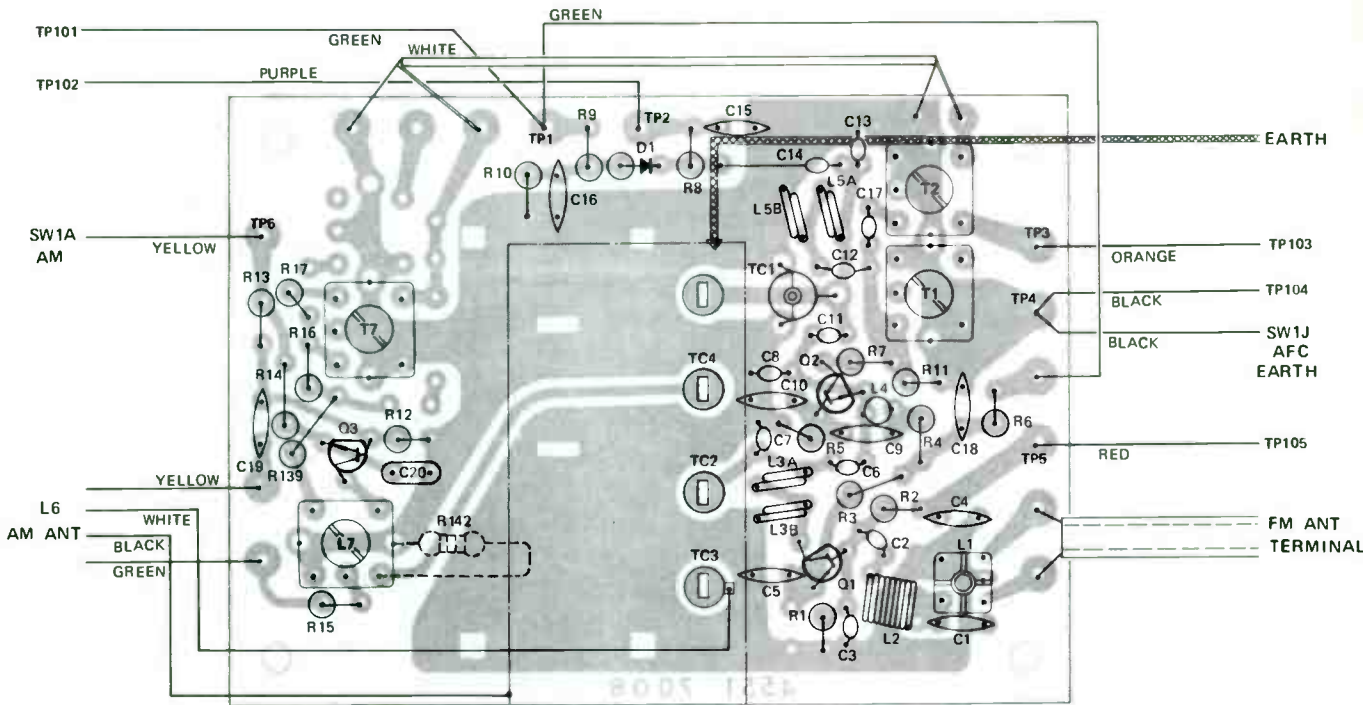 GREEN
TP101
GREEN
WHITE
PURPLE
TP102
C15
R9
TP2
C13
TP1
EARTH
D1
C14
R10
R8
L5A
T2
C16
C17
L5B
TP6
TP3
SW1A
AM
YELLOW
TP103
ORANGE
R17
R13
TC1
C12
T1
TP4
TP104
BLACK
T7
C11
BLACK
SW1J
AFC
EARTH
R16
TC4
C8
Q2
R7
R11
R14
C10
L4
R12
Q3
C7
R5
C9
R4
C18
R6
TP105
C19
R139
C20
TC2
L3A
C6
TP5
RED
YELLOW
L6
AM ANT
WHITE
BLACK
GREEN
R142
L3B
R3
R2
C4
L7
C2
FM ANT
TERMINAL
L1
TC3
C5
Q1
R15
R1
C3
L2
C1
4551 7008